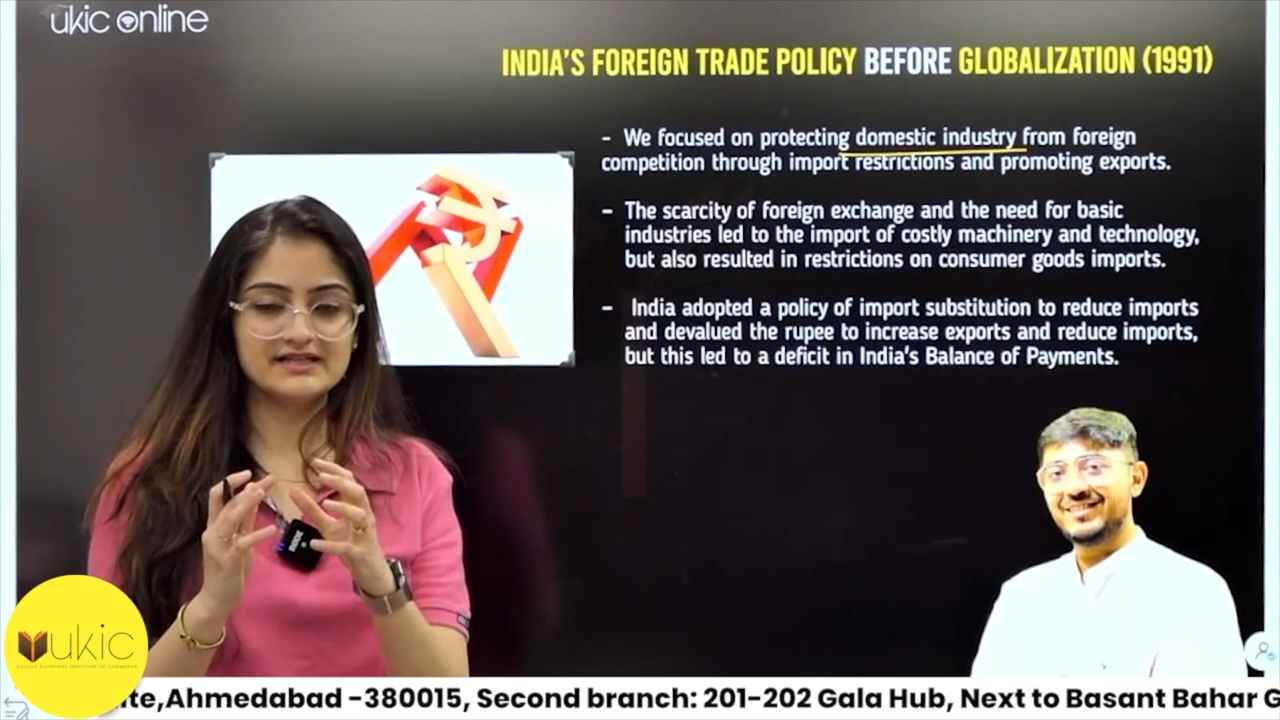 ukic online
INDIA'S FOREIGN TRADE POLICY BEFORE GLOBALIZATION (1991)
- We focused on protecting domestic industry from foreign
competition through import restrictions and promoting exports.
- The scarcity of foreign exchange and the need for basic
industries led to the import of costly machinery and technology,
but also resulted in restrictions on consumer goods imports.
- India adopted a policy of import substitution to reduce imports
and devalued the rupee to increase exports and reduce imports,
but this led to a deficit in India's Balance of Payments.
ukic
,Ahmedabad -380015, Second branch: 201-202 Gala Hub, Next to Basant Bahar G